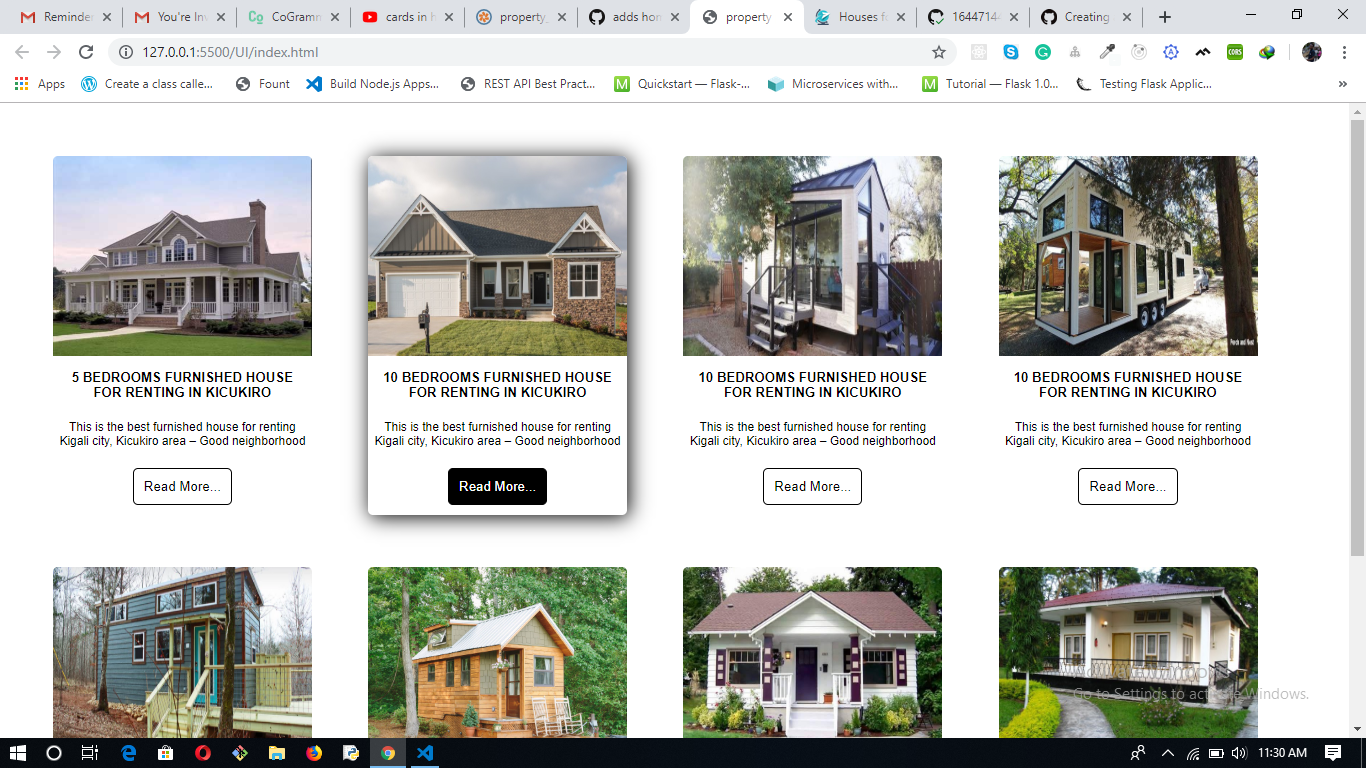 Reminder
You're Inv
CoGramm
cards in h
property_
adds hom
property
Houses fo
16447144
Creating
127.0.0.1:5500/UI/index.html
CORS
Apps
Create a class calle...
Fount
Build Node.js Apps...
REST API Best Pract...
M Quickstart — Flask-...
Microservices with...
M Tutorial — Flask 1.0...
Testing Flask Applic...
»
5 BEDROOMS FURNISHED HOUSE
FOR RENTING IN KICUKIRO
This is the best furnished house for renting
Kigali city, Kicukiro area – Good neighborhood
Read More...
10 BEDROOMS FURNISHED HOUSE
FOR RENTING IN KICUKIRO
This is the best furnished house for renting
Kigali city, Kicukiro area – Good neighborhood
Read More...
10 BEDROOMS FURNISHED HOUSE
FOR RENTING IN KICUKIRO
This is the best furnished house for renting
Kigali city, Kicukiro area – Good neighborhood
Read More...
Porch and Nest
10 BEDROOMS FURNISHED HOUSE
FOR RENTING IN KICUKIRO
This is the best furnished house for renting
Kigali city, Kicukiro area – Good neighborhood
Read More...
Go to Settings to activate Windows.
11:30 AM